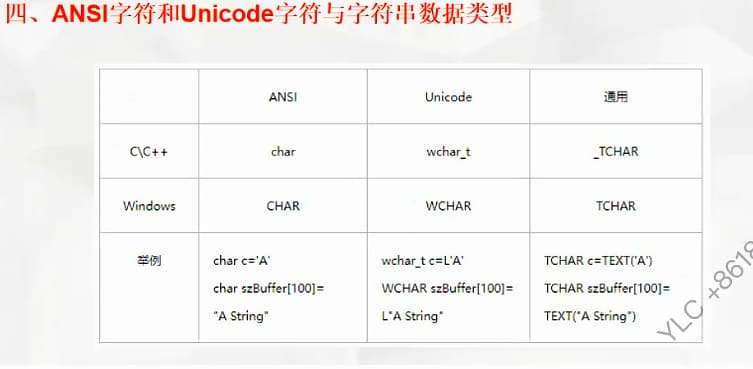 四、ANSI字符和Unicode字符与字符串数据类型
ANSI Unicode 通用
C\C++ char wchar_t _TCHAR
Windows CHAR WCHAR TCHAR
举例 char c='A' wchar_t c=L'A' TCHAR c=TEXT('A')
char szBuffer[100]= WCHAR szBuffer[100]= TCHAR szBuffer[100]=
"A String" L"A String" TEXT("A String")
YLC +8618